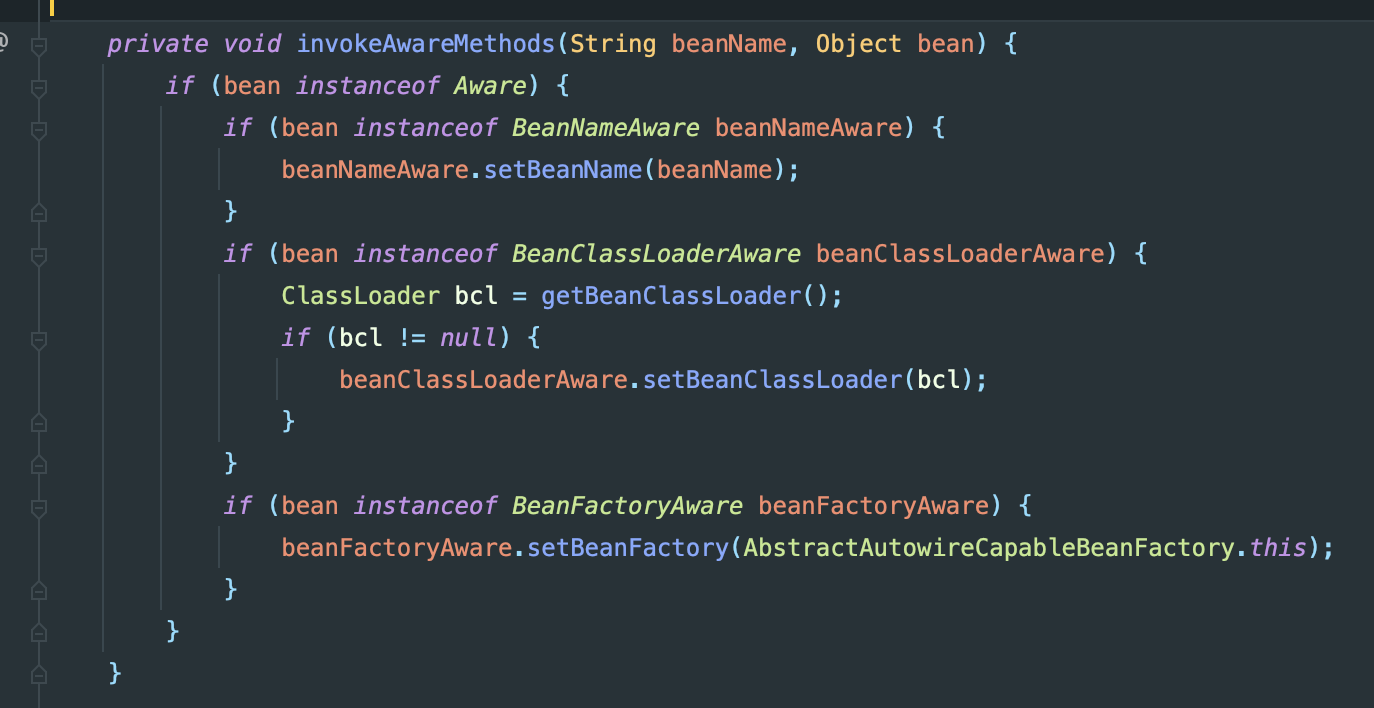 private void invokeAwareMethods(String beanName, Object bean) {
if (bean instanceof Aware) {
if (bean instanceof BeanNameAware beanNameAware) {
beanNameAware.setBeanName(beanName);
}
if (bean instanceof BeanClassLoaderAware beanClassLoaderAware) {
ClassLoader bcl = getBeanClassLoader();
if (bcl != null) {
beanClassLoaderAware.setBeanClassLoader(bcl);
}
}
if (bean instanceof BeanFactoryAware beanFactoryAware) {
beanFactoryAware.setBeanFactory(AbstractAutowireCapableBeanFactory.this);
}
}
}